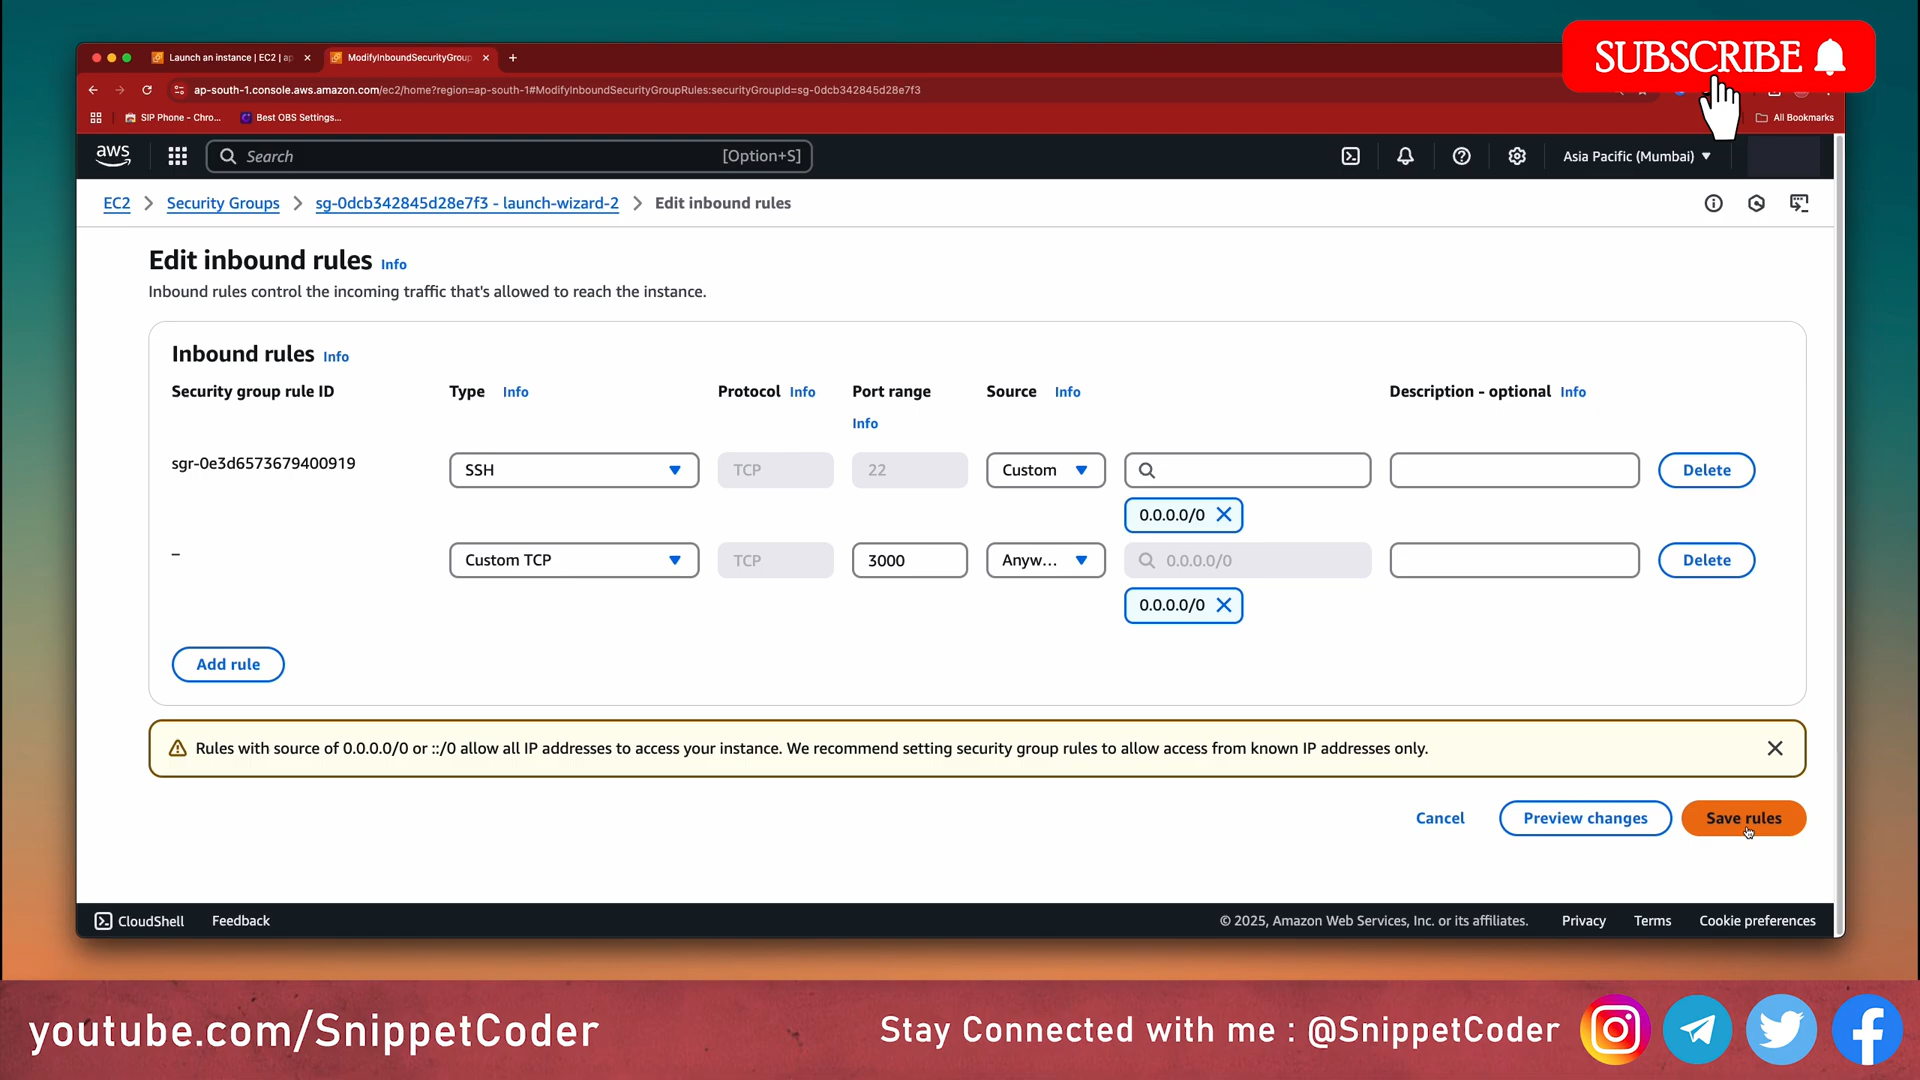 SUBSCRIBE
Launch an instance | EC2 | ap
ModifyInboundSecurityGroup
ap-south-1.console.aws.amazon.com/ec2/home?region=ap-south-1#ModifyInboundSecurityGroupRules:securityGroupId=sg-0dcb342845d28e7f3
SIP Phone - Chro...
Best OBS Settings...
All Bookmarks
aws
Search
[Option+S]
Asia Pacific (Mumbai)
EC2 > Security Groups > sg-0dcb342845d28e7f3 - launch-wizard-2 > Edit inbound rules
Edit inbound rules Info
Inbound rules control the incoming traffic that's allowed to reach the instance.
Inbound rules Info
Security group rule ID
Type Info
Protocol Info
Port range
Info
Source Info
Description - optional Info
sgr-0e3d6573679400919
SSH
TCP
22
Custom
Delete
0.0.0.0/0
–
Custom TCP
TCP
3000
Anyw...
0.0.0.0/0
Delete
0.0.0.0/0
Add rule
Rules with source of 0.0.0.0/0 or ::/0 allow all IP addresses to access your instance. We recommend setting security group rules to allow access from known IP addresses only.
Cancel
Preview changes
Save rules
CloudShell
Feedback
© 2025, Amazon Web Services, Inc. or its affiliates.
Privacy
Terms
Cookie preferences
youtube.com/SnippetCoder
Stay Connected with me : @SnippetCoder